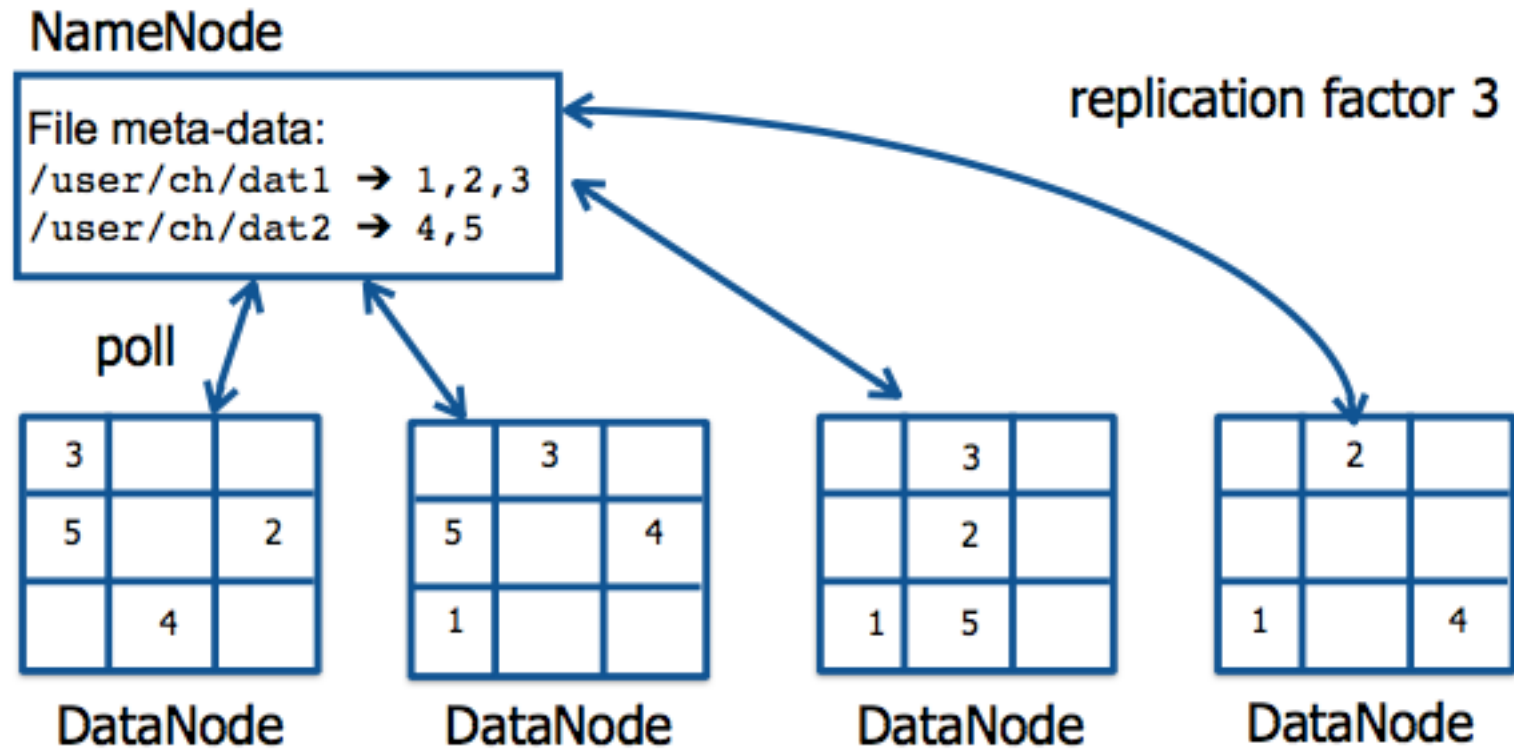 NameNode
replication factor 3
File meta-data:
/user/ch/dat1 ➔ 1,2,3
/user/ch/dat2 ➔ 4,5
poll
3
5 2
4
3
5 4
1
3
2
1 5
2
1 4
DataNode
DataNode
DataNode
DataNode